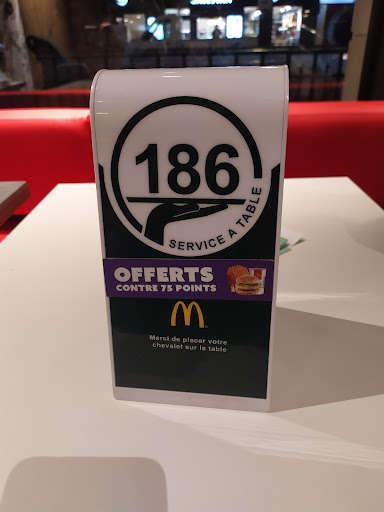 186
SERVICE A TABLE
OFFERTS
CONTRE 75 POINTS
Merci de placer votre
chevalet sur la table